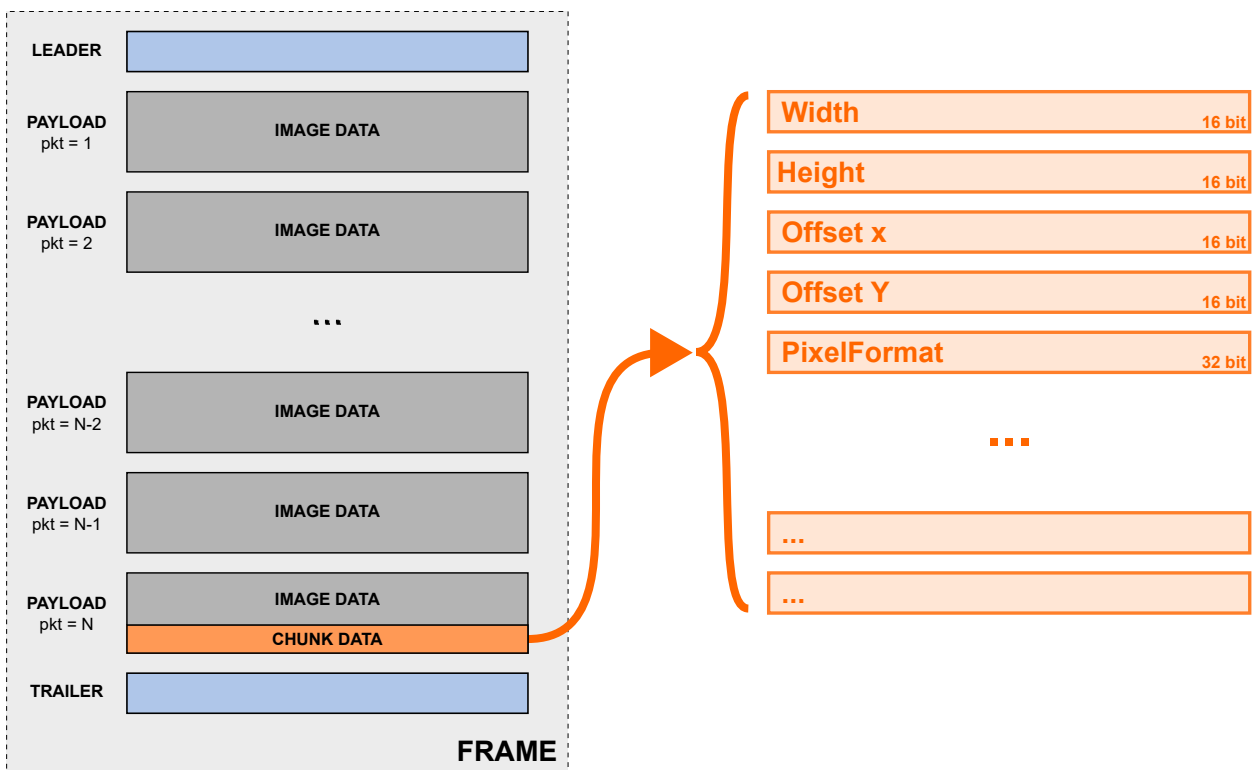 LEADER
PAYLOAD
pkt = 1
IMAGE DATA
PAYLOAD
pkt = 2
IMAGE DATA
...
PAYLOAD
pkt = N-2
IMAGE DATA
PAYLOAD
pkt = N-1
IMAGE DATA
PAYLOAD
pkt = N
IMAGE DATA
CHUNK DATA
TRAILER
FRAME
Width
16 bit
Height
16 bit
Offset x
16 bit
Offset Y
16 bit
PixelFormat
32 bit
...
...
...